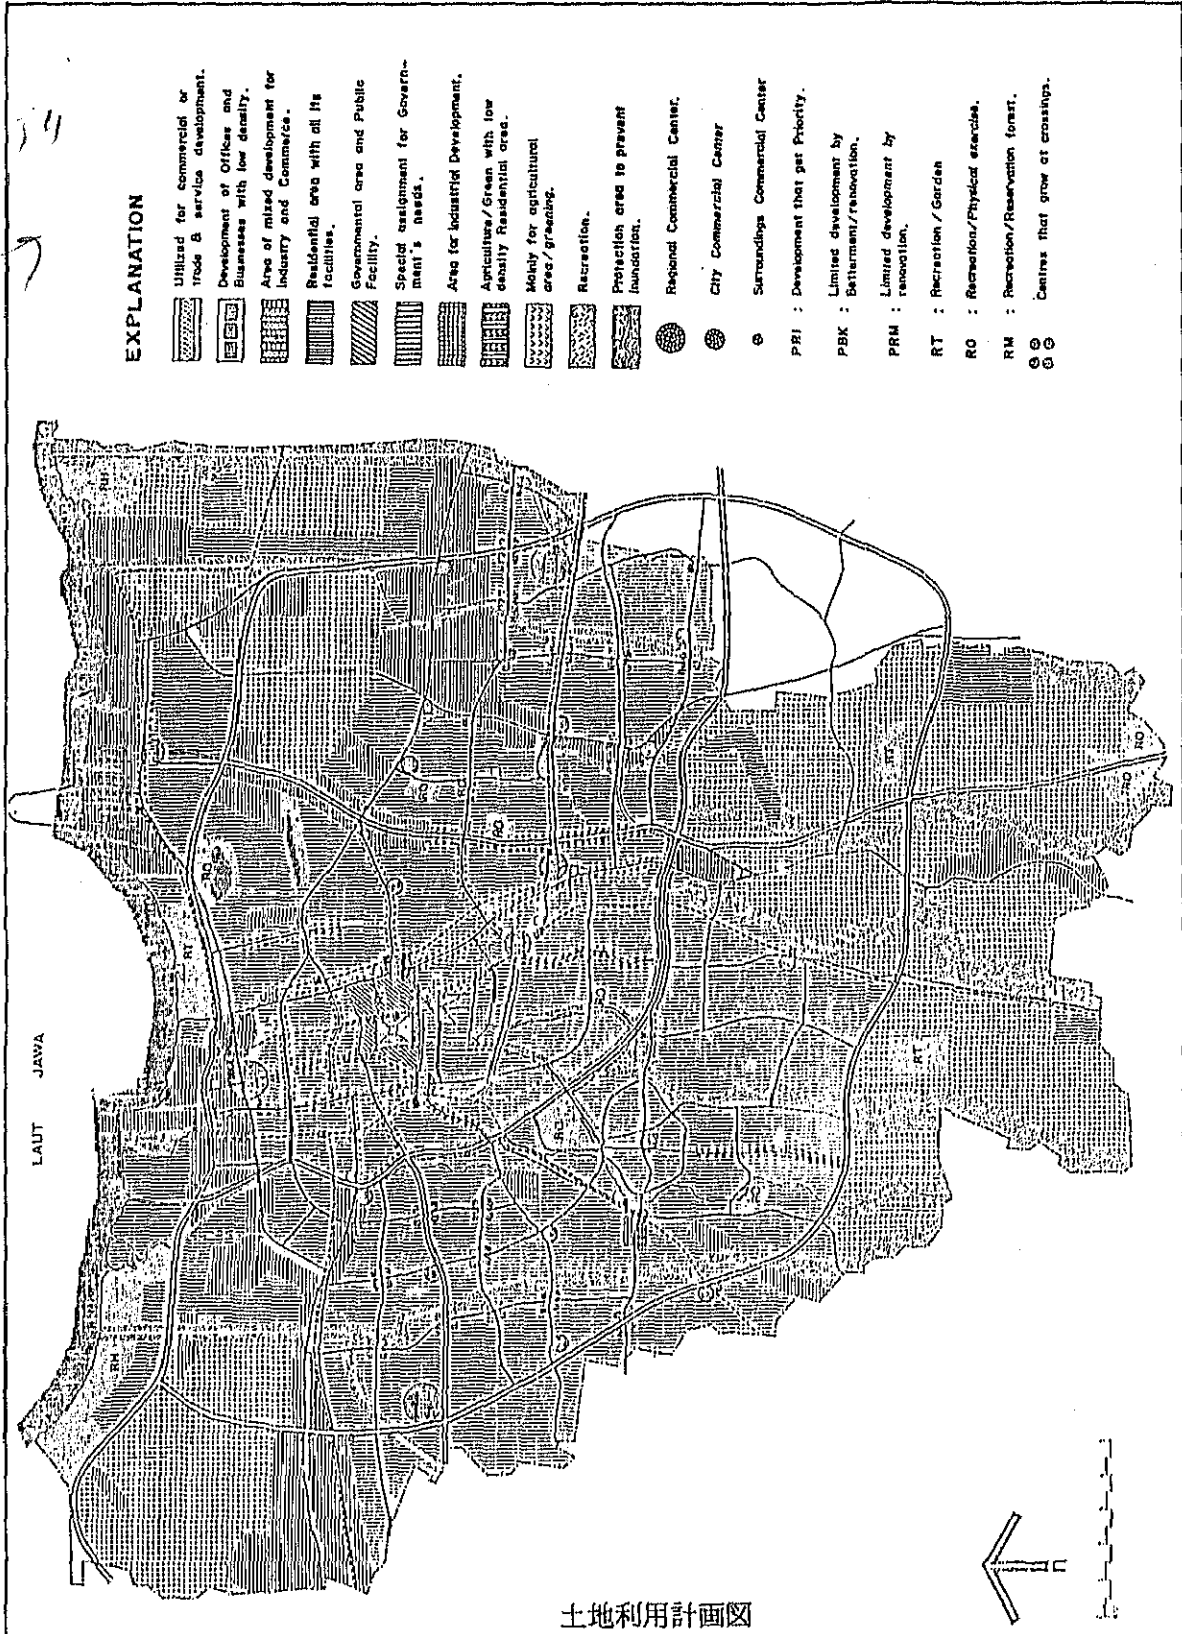 LAUT JAWA
EXPLANATION
Utilized for commercial or
trade & service development.
Development of Offices and
Businesses with low density.
Area of mixed development for
Industry and Commerce.
Residential area with all its
facilities.
Governmental area and Public
Facility.
Special assignment for Govern-
ment's needs.
Area for Industrial Development.
Agriculture/Green with low
density Residential area.
Mainly for agricultural
area/greening.
Recreation.
Protection area to prevent
Inundation.
Regional Commercial Center.
City Commercial Center
Surroundings Commercial Center
PRI : Development that get Priority.
PBK : Limited development by
Betterment/renovation.
PRM : Limited development by
renovation.
RT : Recreation/Garden
RO : Recreation/Physical exercise.
RM : Recreation/Reservation forest.
Centres that grow at crossings.
RT
RO
RO
RT
RT
RO
RO
土地利用計画図